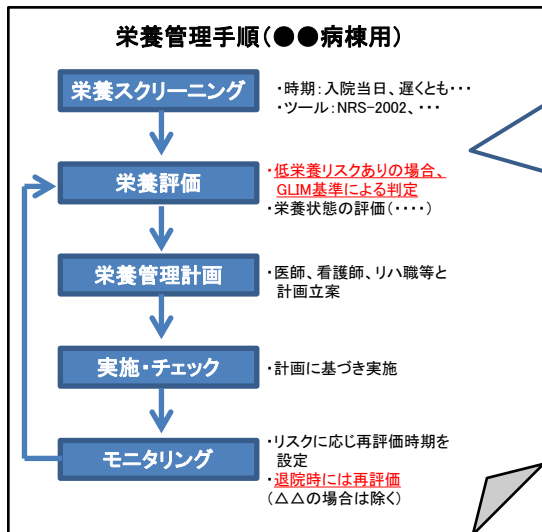 栄養管理手順(●●病棟用)
栄養スクリーニング
・時期:入院当日、遅くとも・・・
・ツール:NRS-2002、・・・
栄養評価
・低栄養リスクありの場合、
GLIM基準による判定
・栄養状態の評価(・・・・)
栄養管理計画
・医師、看護師、リハ職等と
計画立案
実施・チェック
・計画に基づき実施
モニタリング
・リスクに応じ再評価時期を
設定
・退院時には再評価
(△△の場合は除く)